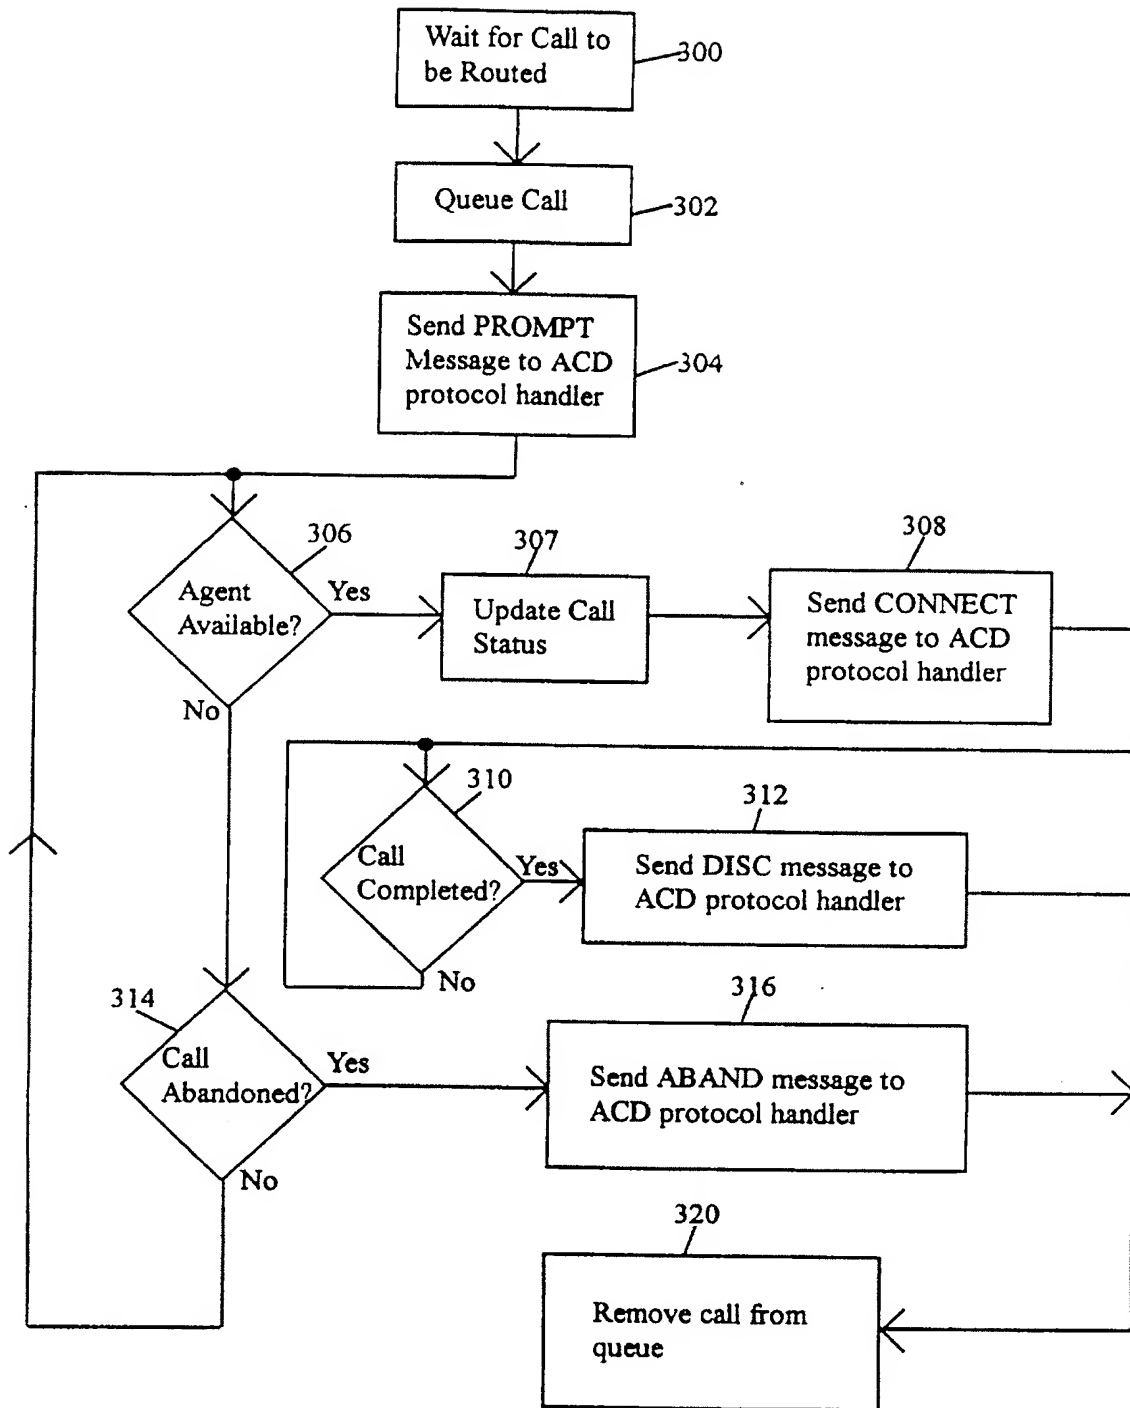 Wait for Call to
be Routed
300
Queue Call
302
Send PROMPT
Message to ACD
protocol handler
304
306
Agent
Available?
Yes
No
307
Update Call
Status
308
Send CONNECT
message to ACD
protocol handler
310
Call
Completed?
Yes
No
312
Send DISC message to
ACD protocol handler
314
Call
Abandoned?
Yes
No
316
Send ABAND message to
ACD protocol handler
320
Remove call from
queue